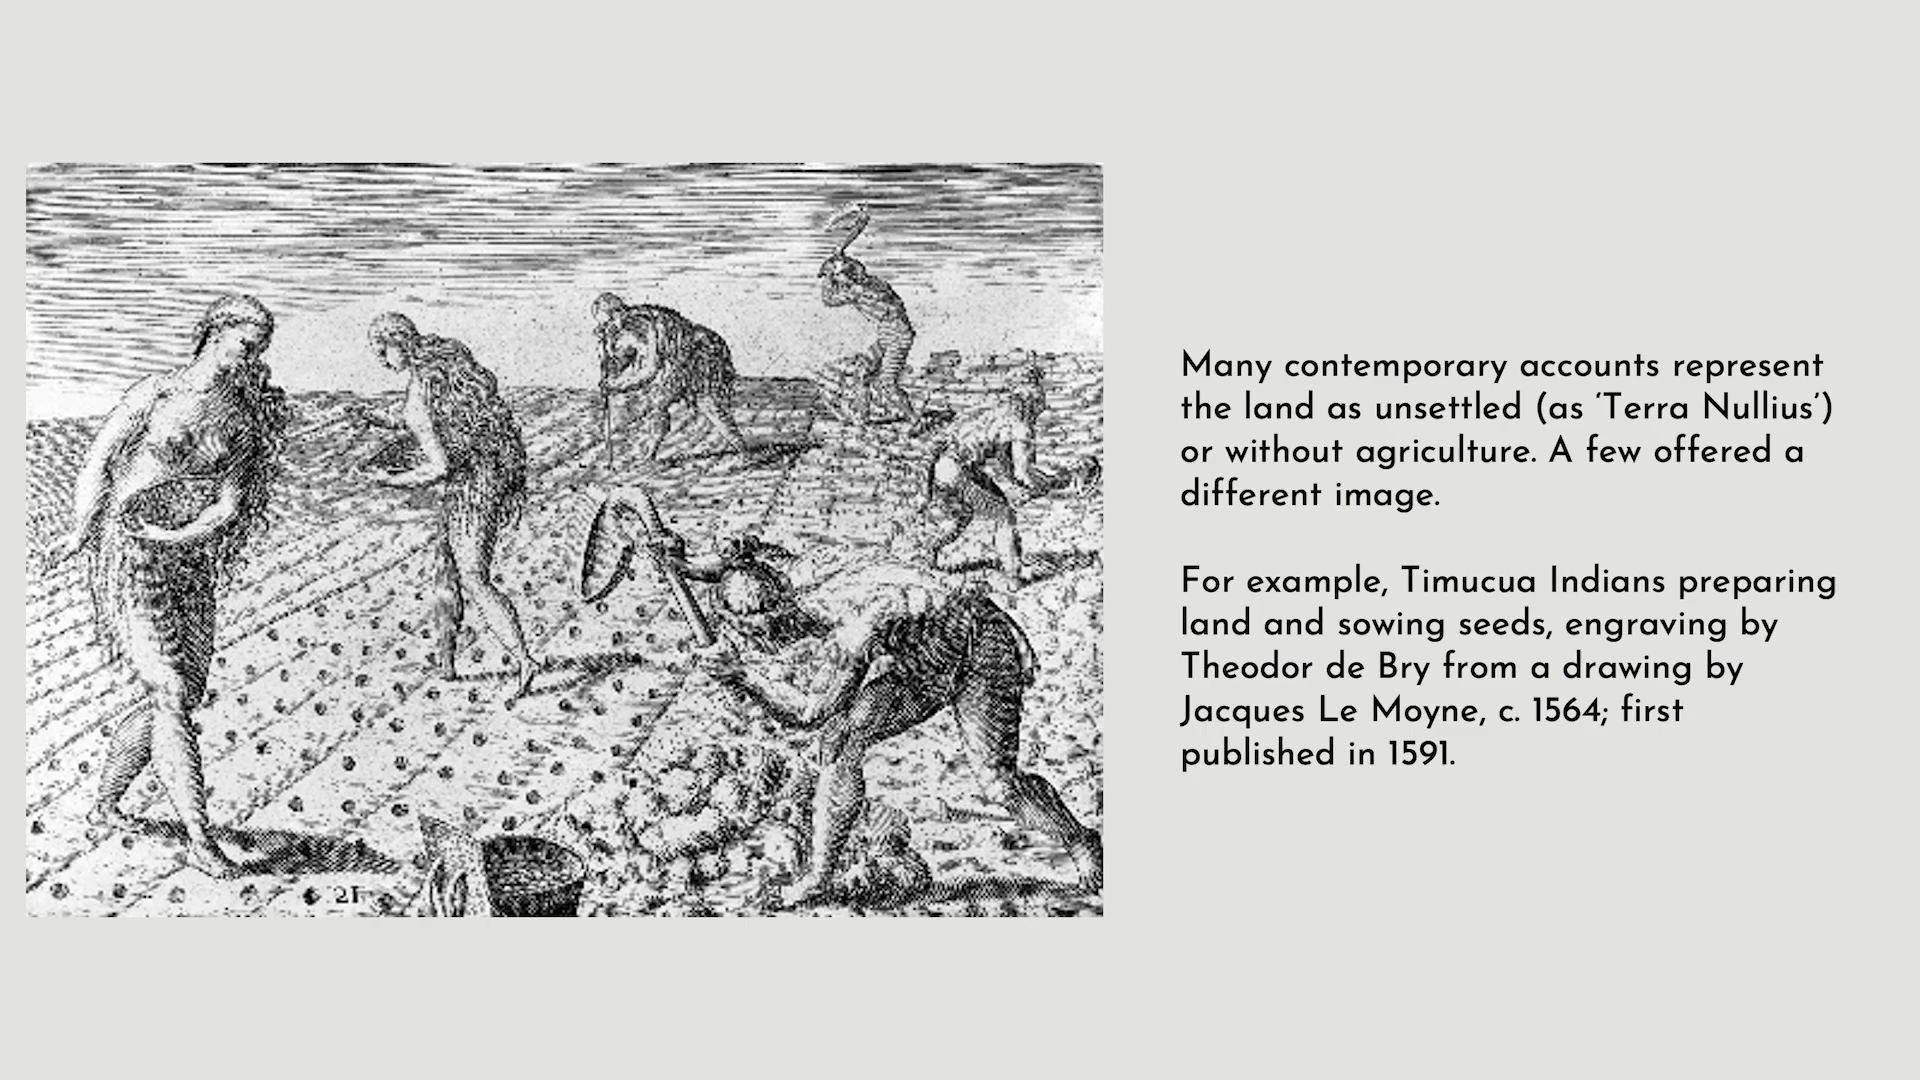 Many contemporary accounts represent
the land as unsettled (as ‘Terra Nullius’)
or without agriculture. A few offered a
different image.
For example, Timucua Indians preparing
land and sowing seeds, engraving by
Theodor de Bry from a drawing by
Jacques Le Moyne, c. 1564; first
published in 1591.
21